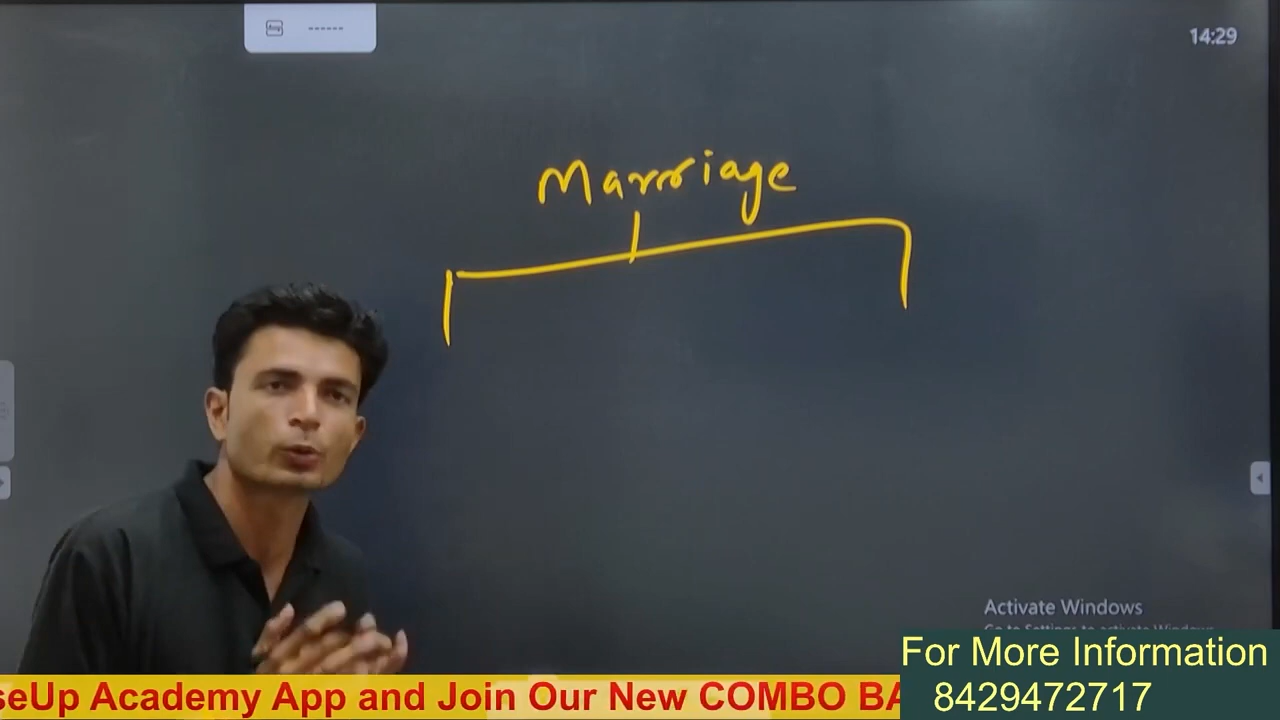 14:29
Marriage
Activate Windows
For More Information
seUp Academy App and Join Our New COMBO BA
8429472717